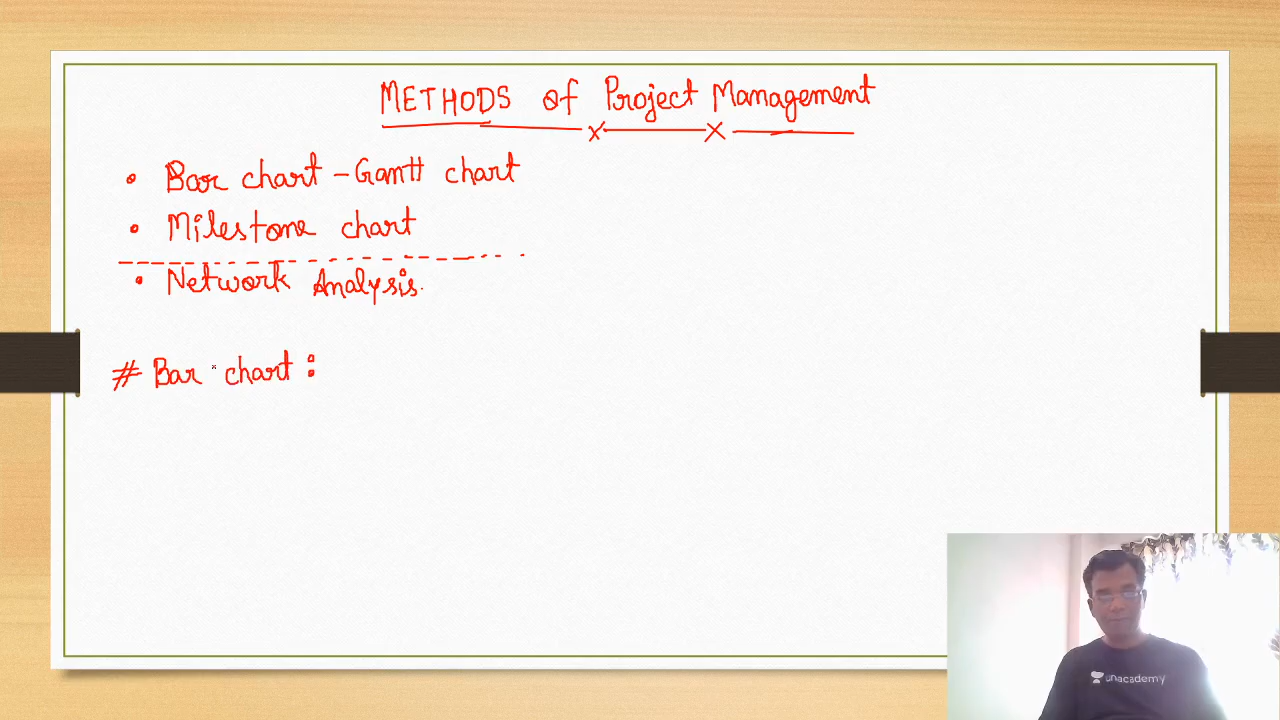 METHODS of Project Management
• Bar chart - Gantt chart
• Milestone chart
• Network Analysis.
# Bar chart :
unacademy